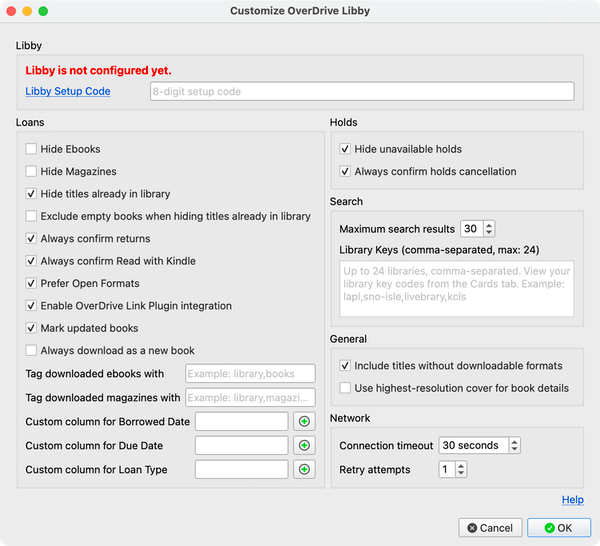 Customize OverDrive Libby
Libby
Libby is not configured yet.
Libby Setup Code
8-digit setup code
Loans
Hide Ebooks
Hide Magazines
Hide titles already in library
Exclude empty books when hiding titles already in library
Always confirm returns
Always confirm Read with Kindle
Prefer Open Formats
Enable OverDrive Link Plugin integration
Mark updated books
Always download as a new book
Tag downloaded ebooks with
Example: library,books
Tag downloaded magazines with
Example: library,magazi...
Custom column for Borrowed Date
Custom column for Due Date
Custom column for Loan Type
Holds
Hide unavailable holds
Always confirm holds cancellation
Search
Maximum search results
30
Library Keys (comma-separated, max: 24)
Up to 24 libraries, comma-separated. View your
library key codes from the Cards tab. Example:
lapl,sno-isle,livebrary,kcls
General
Include titles without downloadable formats
Use highest-resolution cover for book details
Network
Connection timeout
30 seconds
Retry attempts
1
Help
Cancel
OK